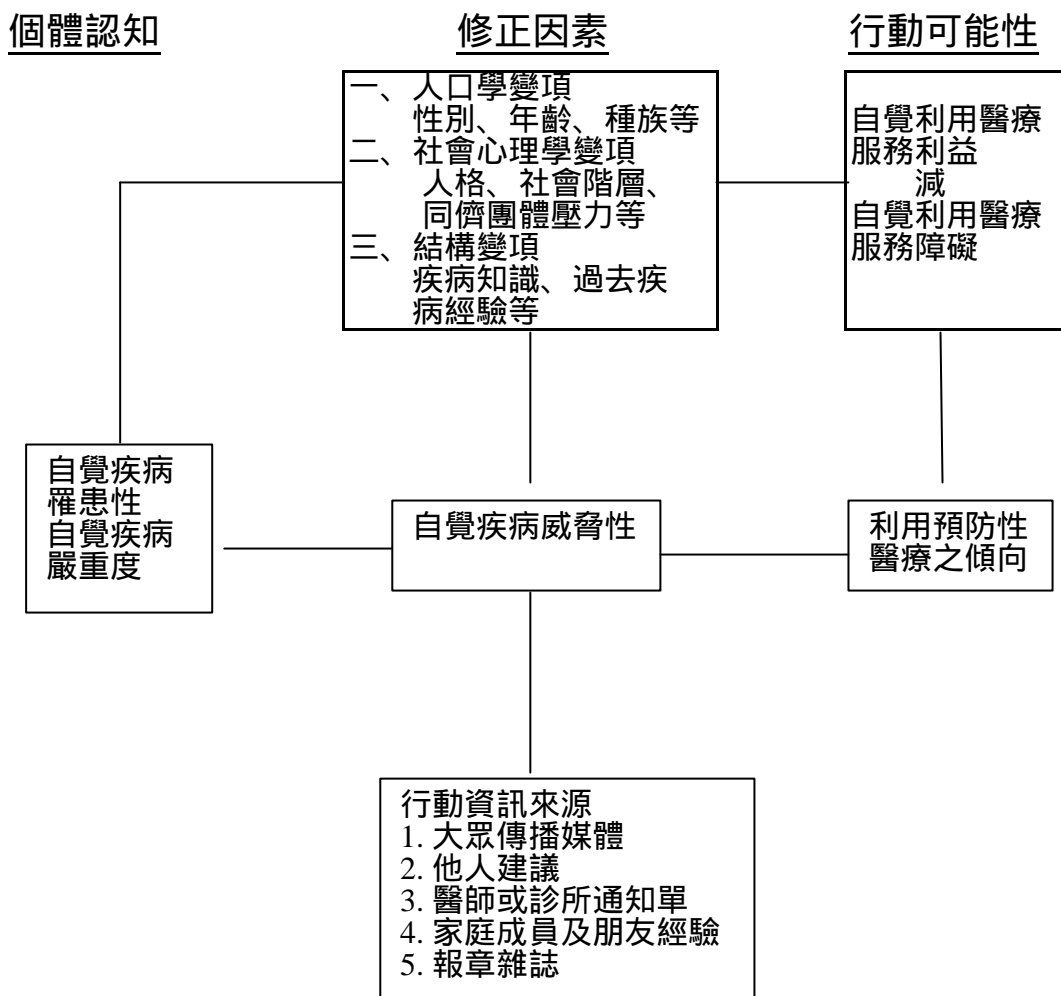 個體認知
修正因素
行動可能性
一、人口學變項
性別、年齡、種族等
二、社會心理學變項
人格、社會階層、
同儕團體壓力等
三、結構變項
疾病知識、過去疾
病經驗等
自覺利用醫療
服務利益
減
自覺利用醫療
服務障礙
自覺疾病
罹患性
自覺疾病
嚴重度
自覺疾病威脅性
利用預防性
醫療之傾向
行動資訊來源
1. 大眾傳播媒體
2. 他人建議
3. 醫師或診所通知單
4. 家庭成員及朋友經驗
5. 報章雜誌